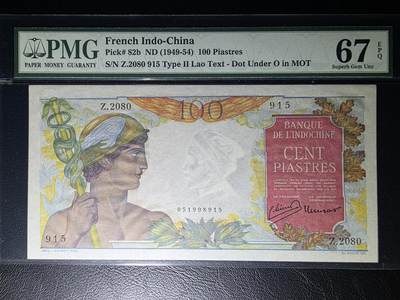 PMG
PAPER MONEY GUARANTY
French Indo-China
Pick# 82b ND (1949-54) 100 Piastres
S/N Z.2080 915 Type II Lao Text - Dot Under O in MOT
67 EPQ
Superb Gem Unc
Z.2080
100
915
BANQUE
DE L'INDOCHINE
CENT
PIASTRES
051998915
915
Z.2080